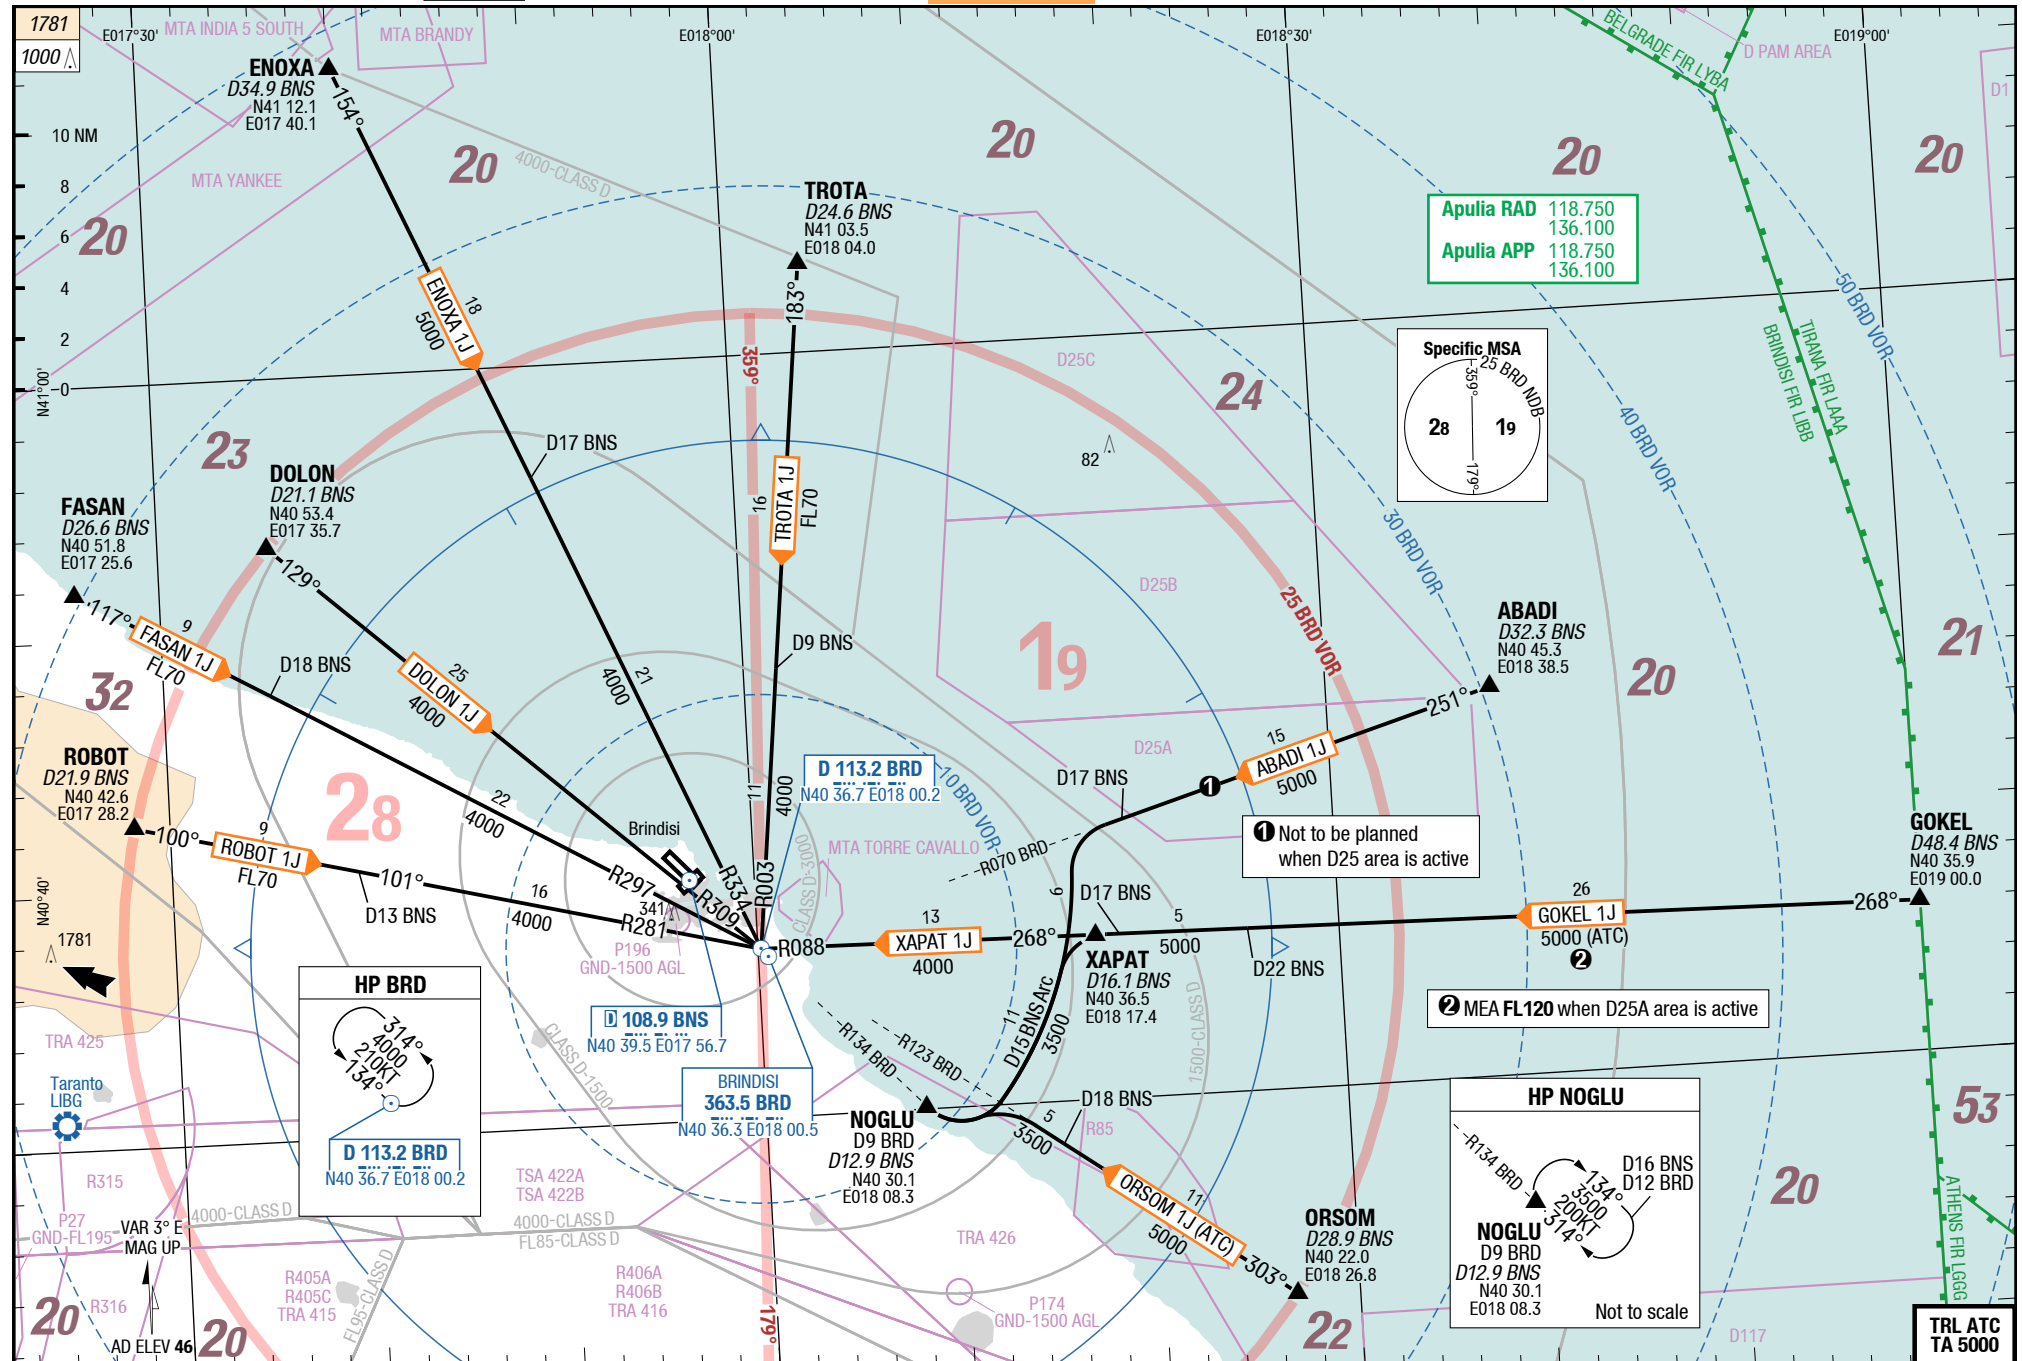 1781
1000
MTA INDIA 5 SOUTH
MTA BRANDY
E017°30'
E018°00'
E018°30'
E019°00'
BELGRADE FIR LYBA
D PAM AREA
D1
ENOXA
D34.9 BNS
N41 12.1
E017 40.1
154°
10 NM
8
6
4
2
0
N41°00'
MTA YANKEE
4000-CLASS D
20
20
20
20
20
TROTA
D24.6 BNS
N41 03.5
E018 04.0
183°
Apulia RAD 118.750
136.100
Apulia APP 118.750
136.100
50 BRD VOR
TIRANA FIR LAAA
BRINDISI FIR LIBB
18
ENOXA 1J
5000
359°
D25C
24
Specific MSA
25 BRD NDB
359°
28
19
179°
40 BRD VOR
23
D17 BNS
82
DOLON
D21.1 BNS
N40 53.4
E017 35.7
129°
16
TROTA 1J
FL70
30 BRD VOR
FASAN
D26.6 BNS
N40 51.8
E017 25.6
117°
D25B
25 BRD VOR
9
FASAN 1J
FL70
D18 BNS
25
DOLON 1J
4000
21
4000
D9 BNS
19
ABADI
D32.3 BNS
N40 45.3
E018 38.5
251°
20
21
32
ROBOT
D21.9 BNS
N40 42.6
E017 28.2
100°
28
22
4000
11
4000
D 113.2 BRD
N40 36.7 E018 00.2
10 BRD VOR
D25A
D17 BNS
15
ABADI 1J
5000
1
9
ROBOT 1J
FL70
101°
D13 BNS
16
4000
Brindisi
R297
R281
R309
R334
R003
R088
341
P196
GND-1500 AGL
MTA TORRE CAVALLO
CLASS D-3000
R070 BRD
9
1 Not to be planned
when D25 area is active
GOKEL
D48.4 BNS
N40 35.9
E019 00.0
268°
26
GOKEL 1J
5000 (ATC)
2
D17 BNS
5
5000
D22 BNS
13
XAPAT 1J
4000
268°
XAPAT
D16.1 BNS
N40 36.5
E018 17.4
2 MEA FL120 when D25A area is active
N40°40'
1781
HP BRD
314°
4000
210KT
134°
D 113.2 BRD
N40 36.7 E018 00.2
D 108.9 BNS
N40 39.5 E017 56.7
BRINDISI
363.5 BRD
N40 36.3 E018 00.5
CLASS D-1500
1500-CLASS D
R134 BRD
R123 BRD
11
D15 BNS Arc
3500
NOGLU
D9 BRD
D12.9 BNS
N40 30.1
E018 08.3
5
3500
D18 BNS
R85
11
ORSOM 1J (ATC)
5000
303°
ORSOM
D28.9 BNS
N40 22.0
E018 26.8
HP NOGLU
R134 BRD
134°
3500
200KT
314°
D16 BNS
D12 BRD
NOGLU
D9 BRD
D12.9 BNS
N40 30.1
E018 08.3
Not to scale
53
20
ATHENS FIR LGGG
TRA 425
Taranto
LIBG
R315
P27
GND-FL195
R316
VAR 3° E
MAG UP
AD ELEV 46
20
20
4000-CLASS D
4000-CLASS D
FL85-CLASS D
FL95-CLASS D
TSA 422A
TSA 422B
R405A
R405C
TRA 415
R406A
R406B
TRA 416
179°
TRA 426
P174
GND-1500 AGL
22
D117
TRL ATC
TA 5000